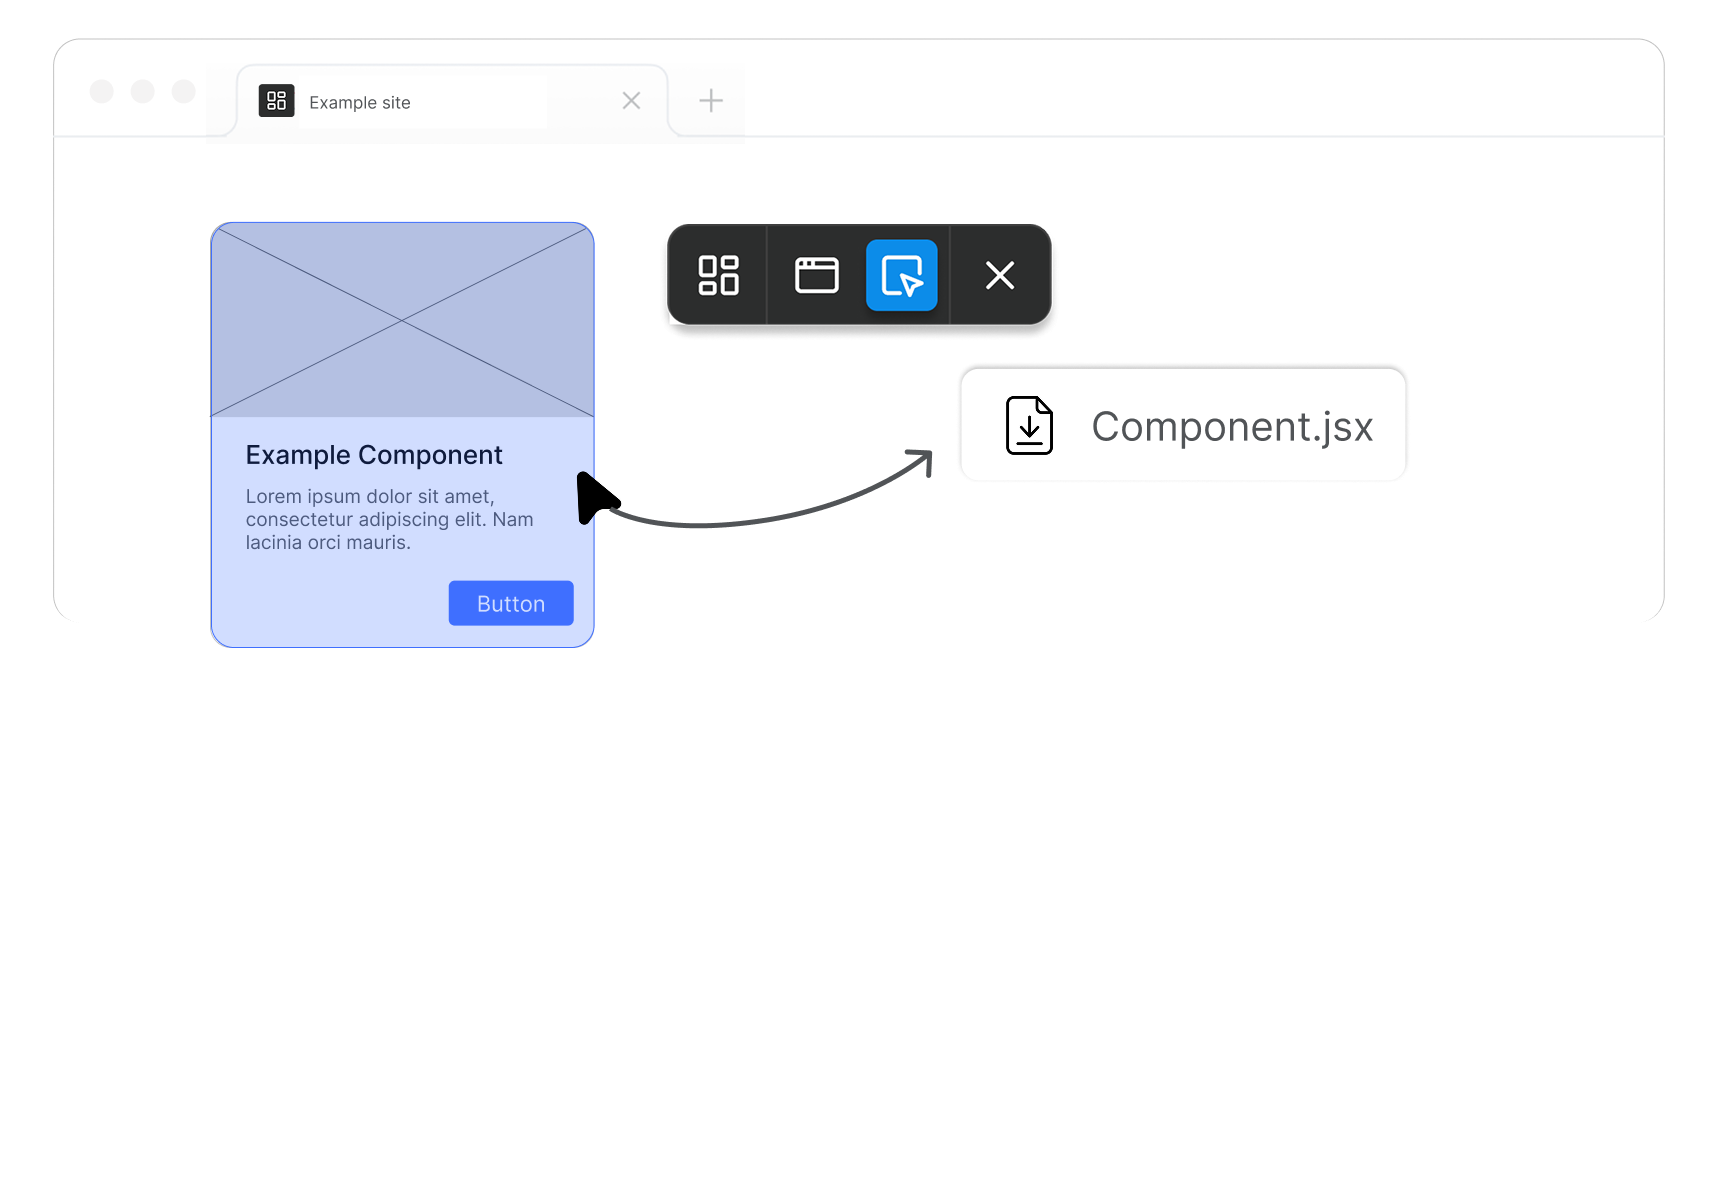 Example site
Example Component
Lorem ipsum dolor sit amet,
consectetur adipiscing elit. Nam
lacinia orci mauris.
Button
Component.jsx